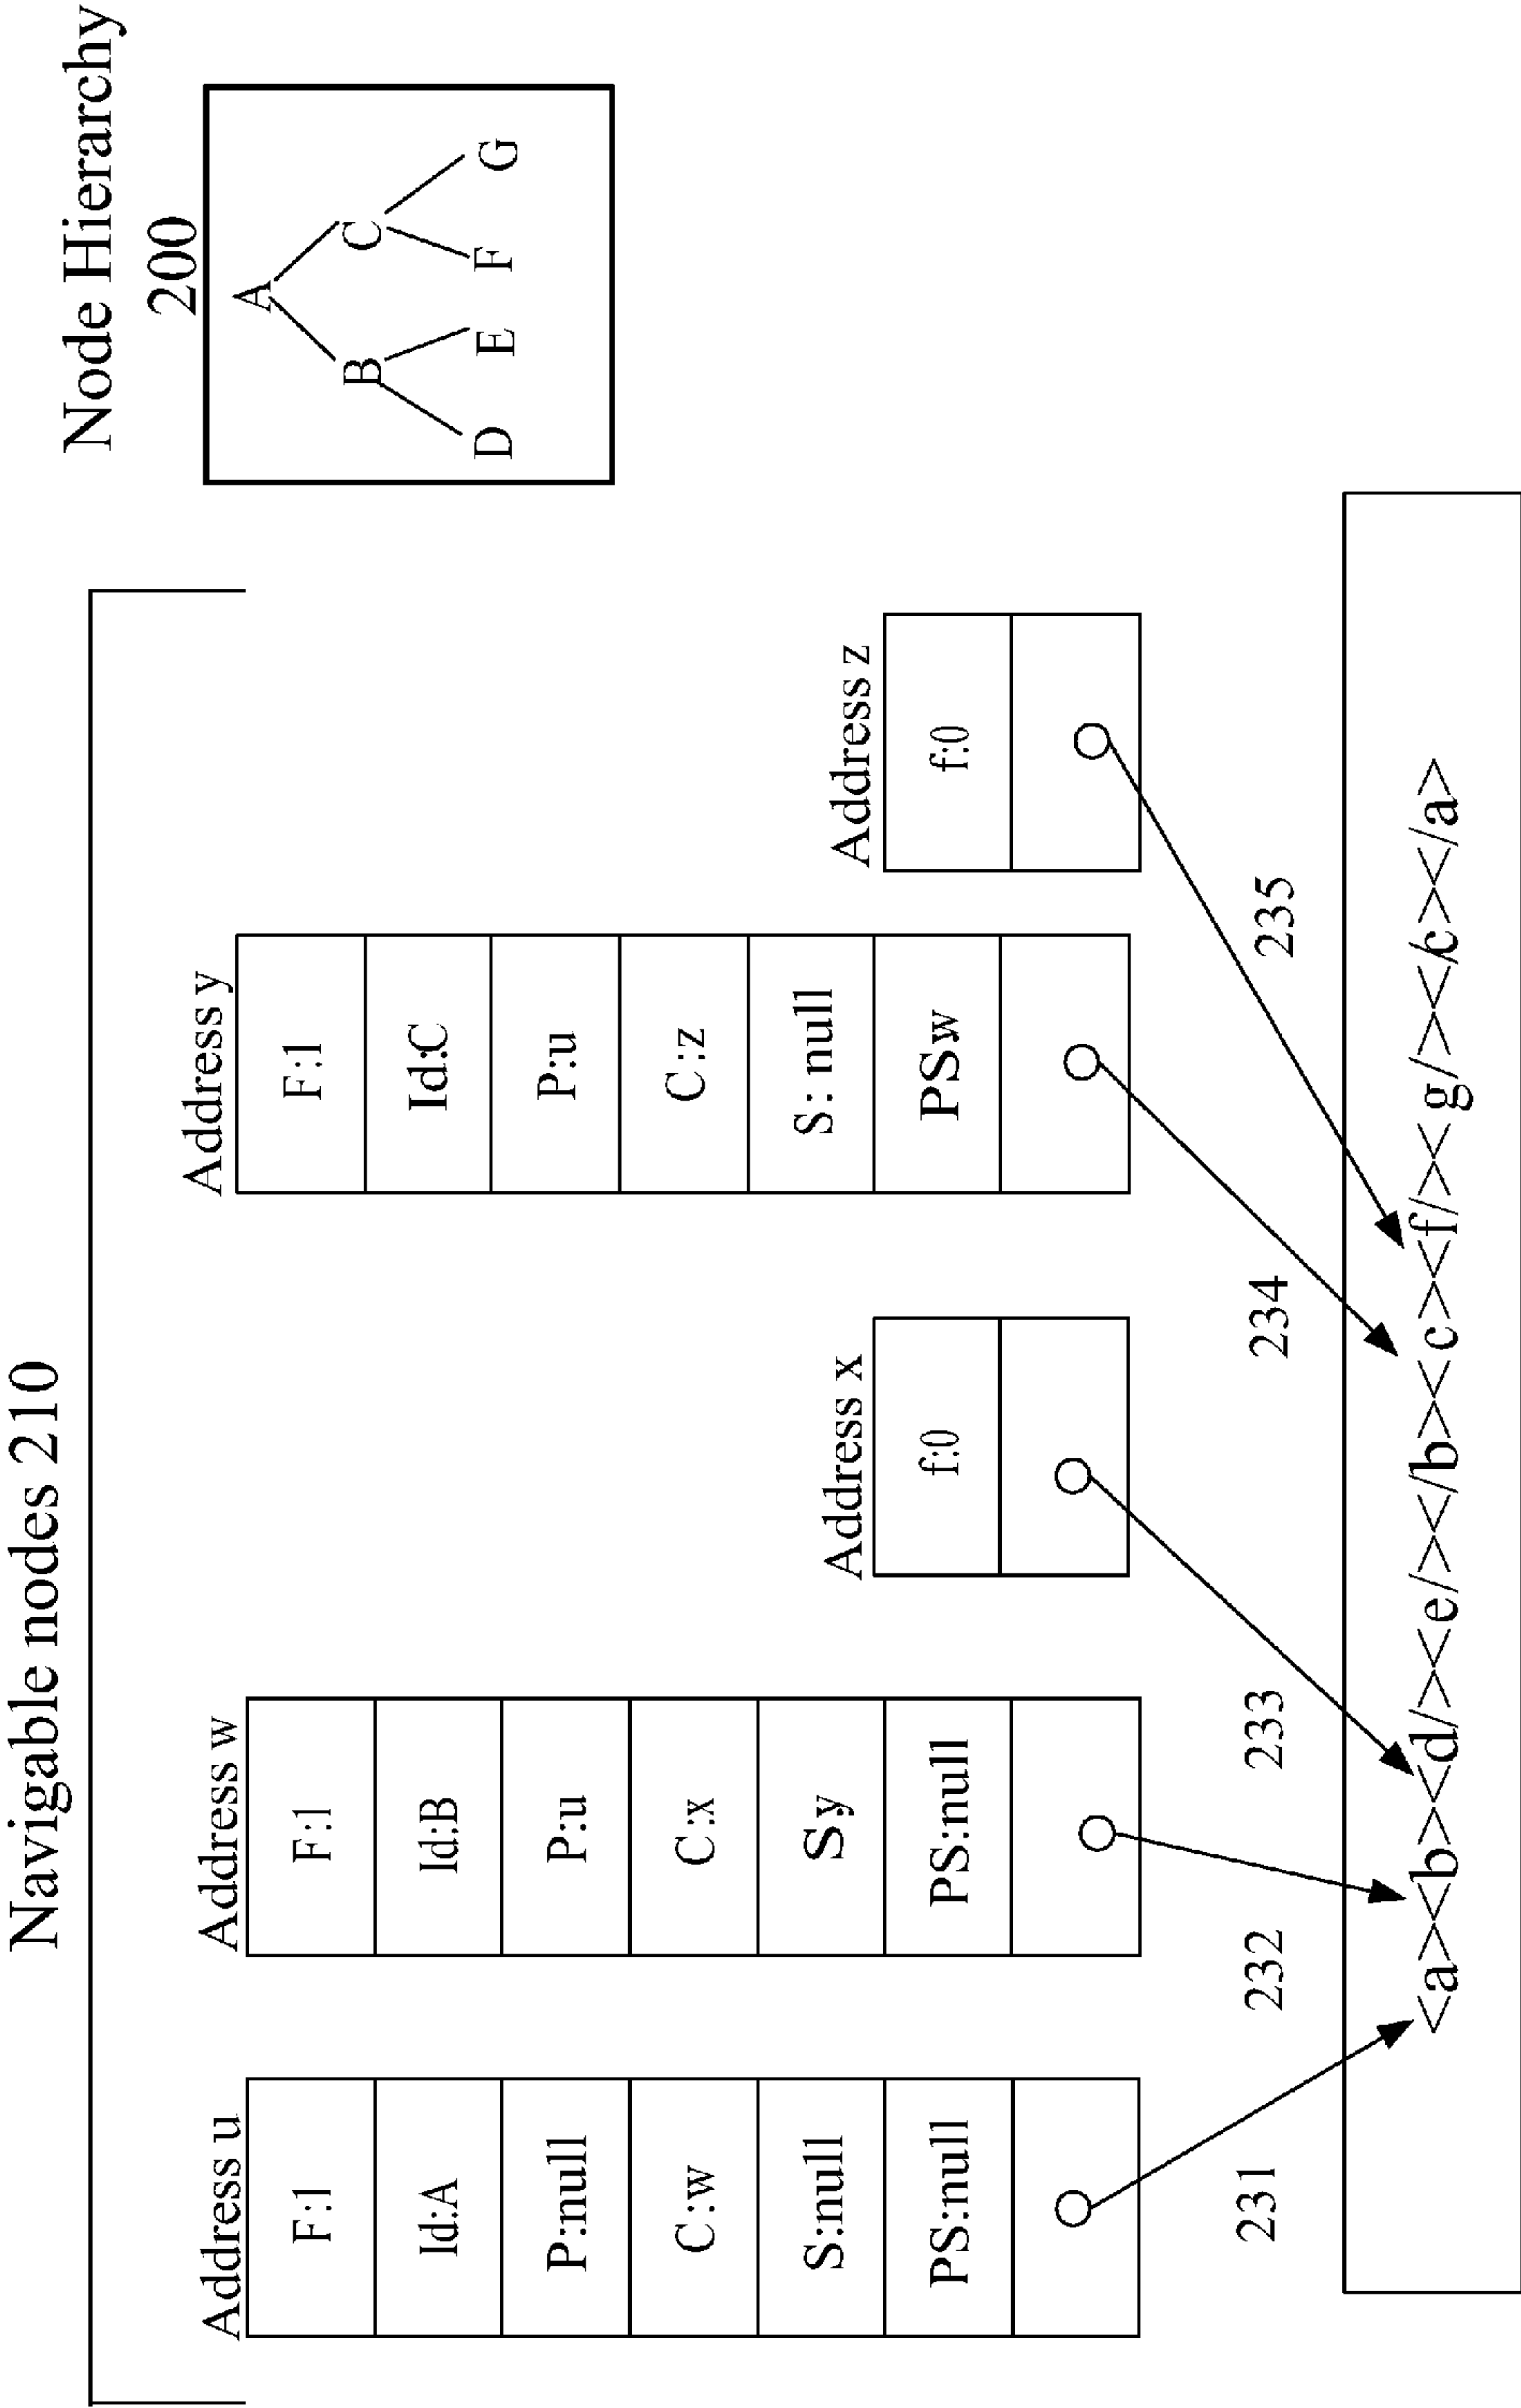 Navigable nodes 210
Node Hierarchy
200
A
B
C
D
E
F
G
Address u
F:1
Id:A
P:null
C:w
S:null
PS:null
Address w
F:1
Id:B
P:u
C:x
Sy
PS:null
Address x
f:0
Address y
F:1
Id:C
P:u
C:z
S: null
PSw
Address z
f:0
231
232
233
234
235
<a><b><d/><e/></b><c><f/><g/></c></a>